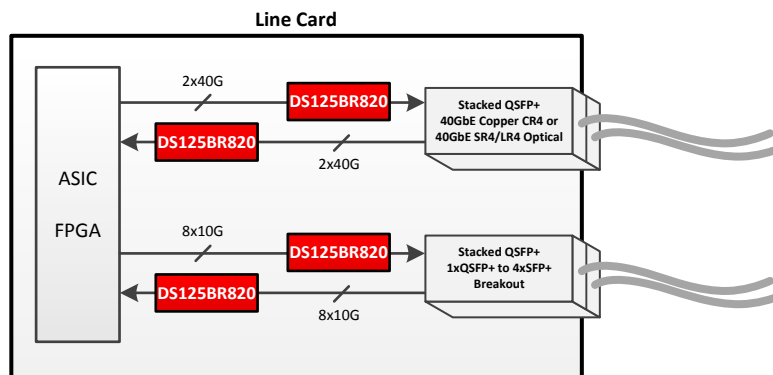 Line Card
2x40G
DS125BR820
Stacked QSFP+
40GbE Copper CR4 or
40GbE SR4/LR4 Optical
DS125BR820
2x40G
ASIC
FPGA
8x10G
DS125BR820
Stacked QSFP+
1xQSFP+ to 4xSFP+
Breakout
DS125BR820
8x10G